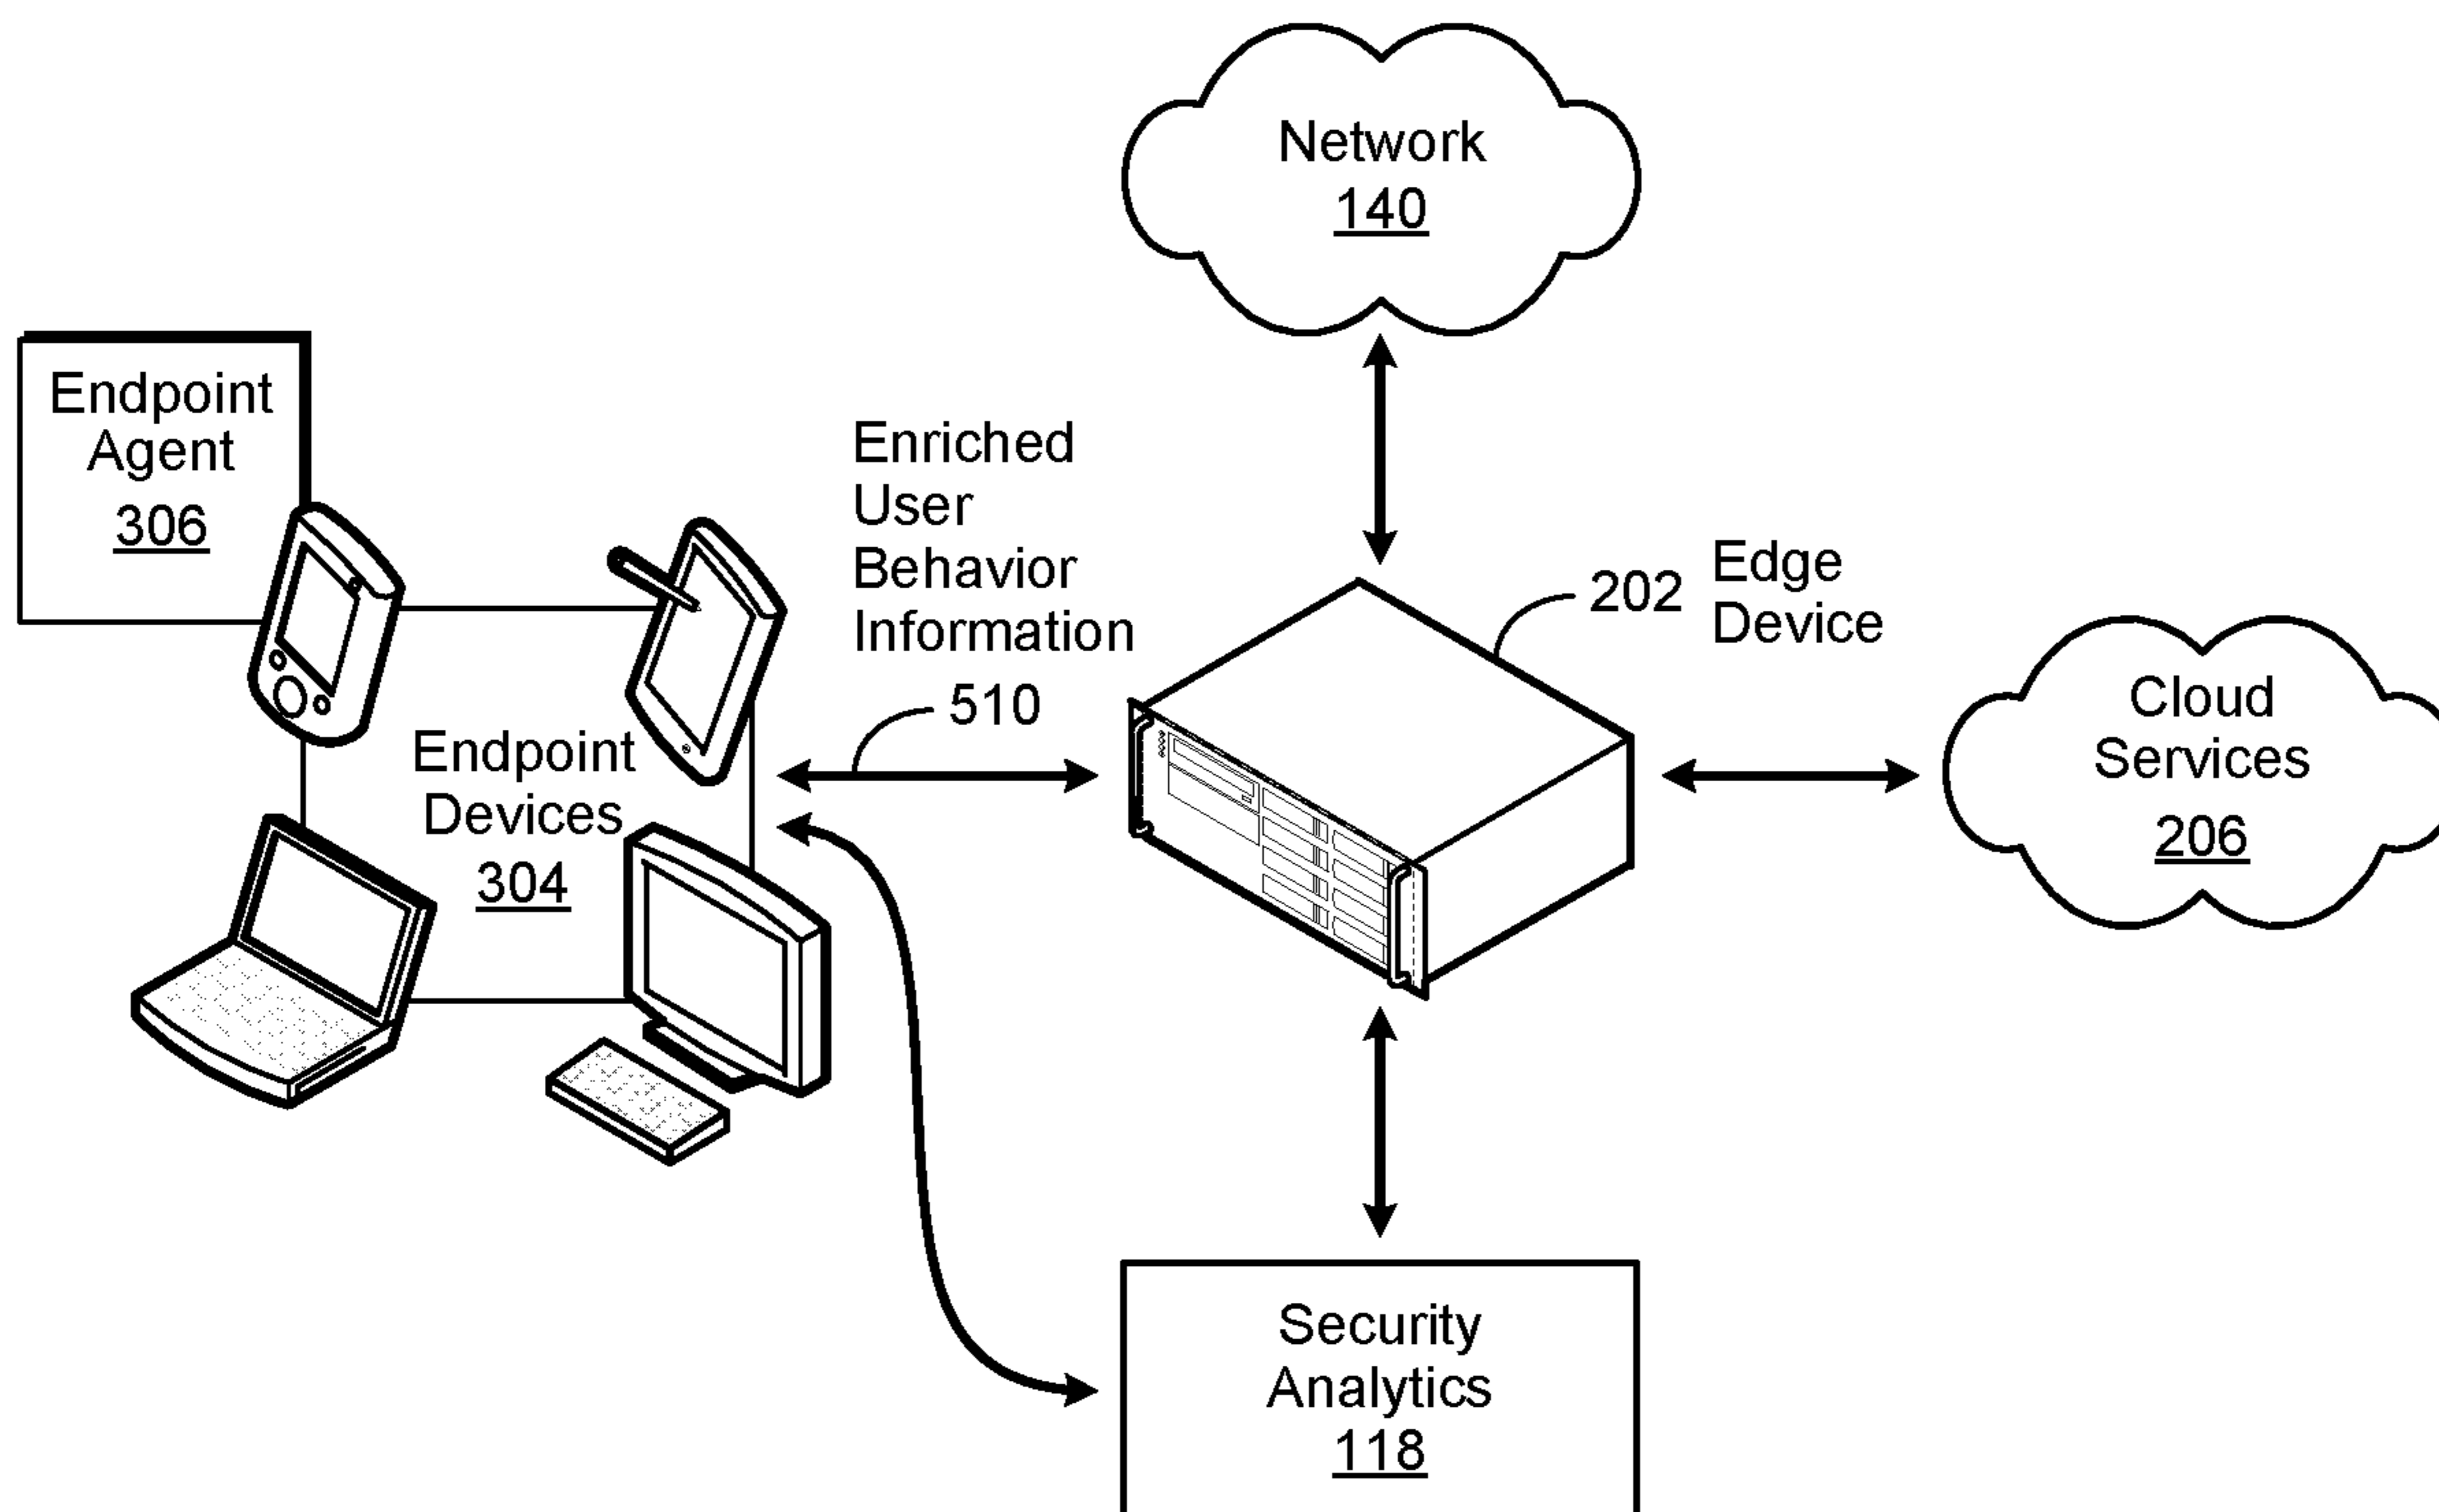 Network
140
Endpoint
Agent
306
Enriched
User
Behavior
Information
510
202
Edge
Device
Cloud
Services
206
Endpoint
Devices
304
Security
Analytics
118